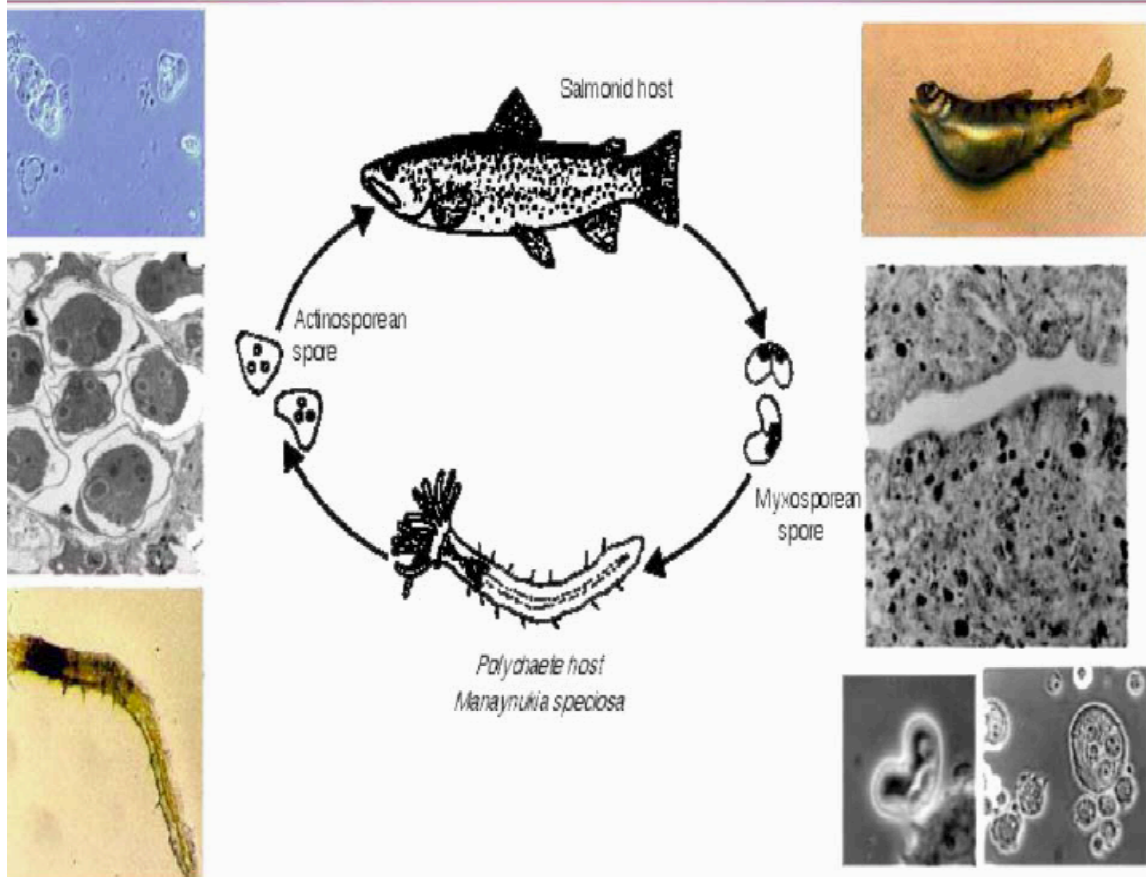 Salmonid host
Actinosporean
spore
Myxosporean
spore
Polychaete host
Manaynukia speciosa